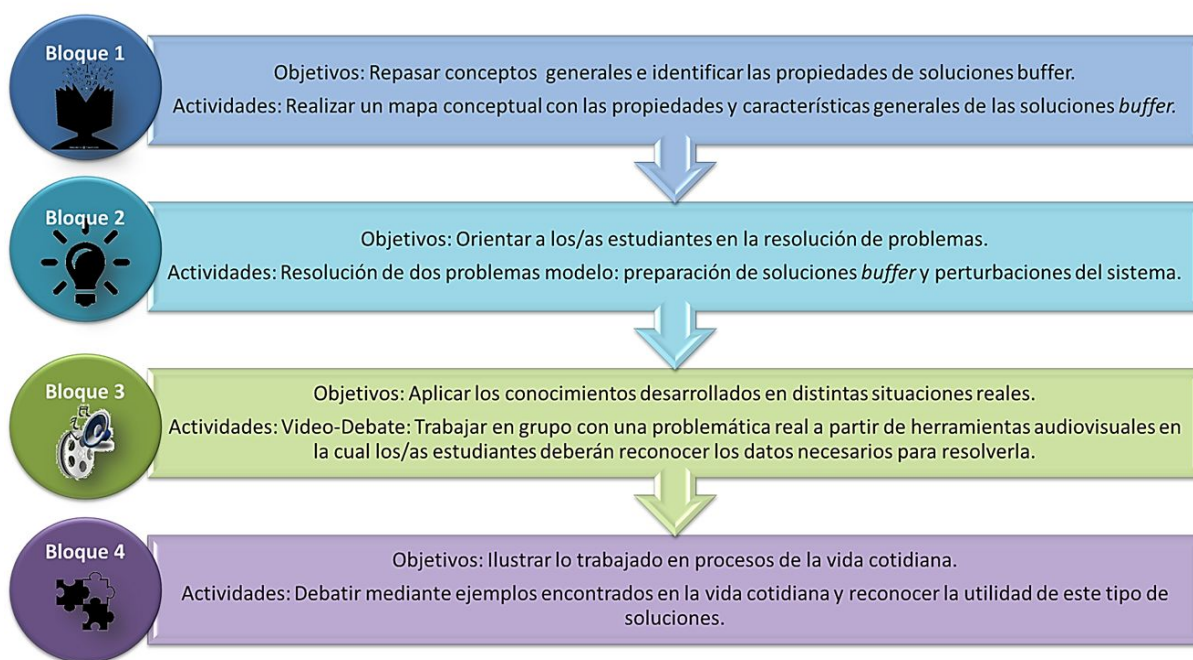 Bloque 1
Objetivos: Repasar conceptos generales e identificar las propiedades de soluciones buffer.
Actividades: Realizar un mapa conceptual con las propiedades y características generales de las soluciones buffer.
Bloque 2
Objetivos: Orientar a los/as estudiantes en la resolución de problemas.
Actividades: Resolución de dos problemas modelo: preparación de soluciones buffer y perturbaciones del sistema.
Bloque 3
Objetivos: Aplicar los conocimientos desarrollados en distintas situaciones reales.
Actividades: Video-Debate: Trabajar en grupo con una problemática real a partir de herramientas audiovisuales en
la cual los/as estudiantes deberán reconocer los datos necesarios para resolverla.
Bloque 4
Objetivos: Ilustrar lo trabajado en procesos de la vida cotidiana.
Actividades: Debatir mediante ejemplos encontrados en la vida cotidiana y reconocer la utilidad de este tipo de
soluciones.